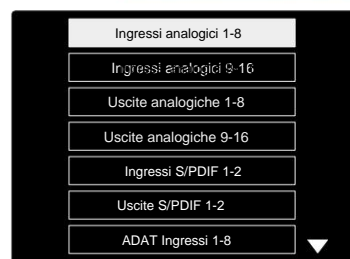 Ingressi analogici 1-8
Ingressi analogici 9-16
Uscite analogiche 1-8
Uscite analogiche 9-16
Ingressi S/PDIF 1-2
Uscite S/PDIF 1-2
ADAT Ingressi 1-8